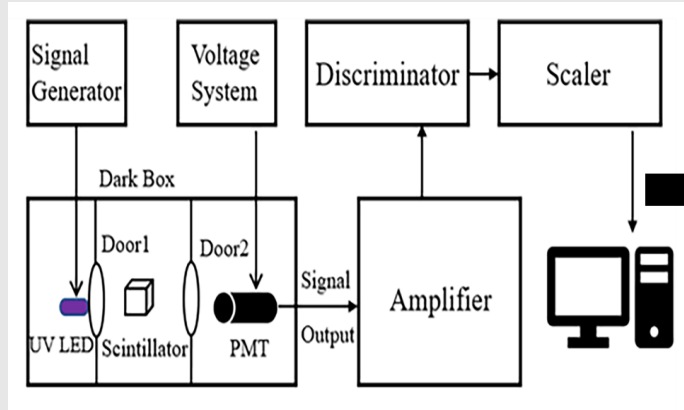 Signal
Generator
Voltage
System
Discriminator
Scaler
Dark Box
Door1
Door2
Signal
Output
Amplifier
UV LED
Scintillator
PMT